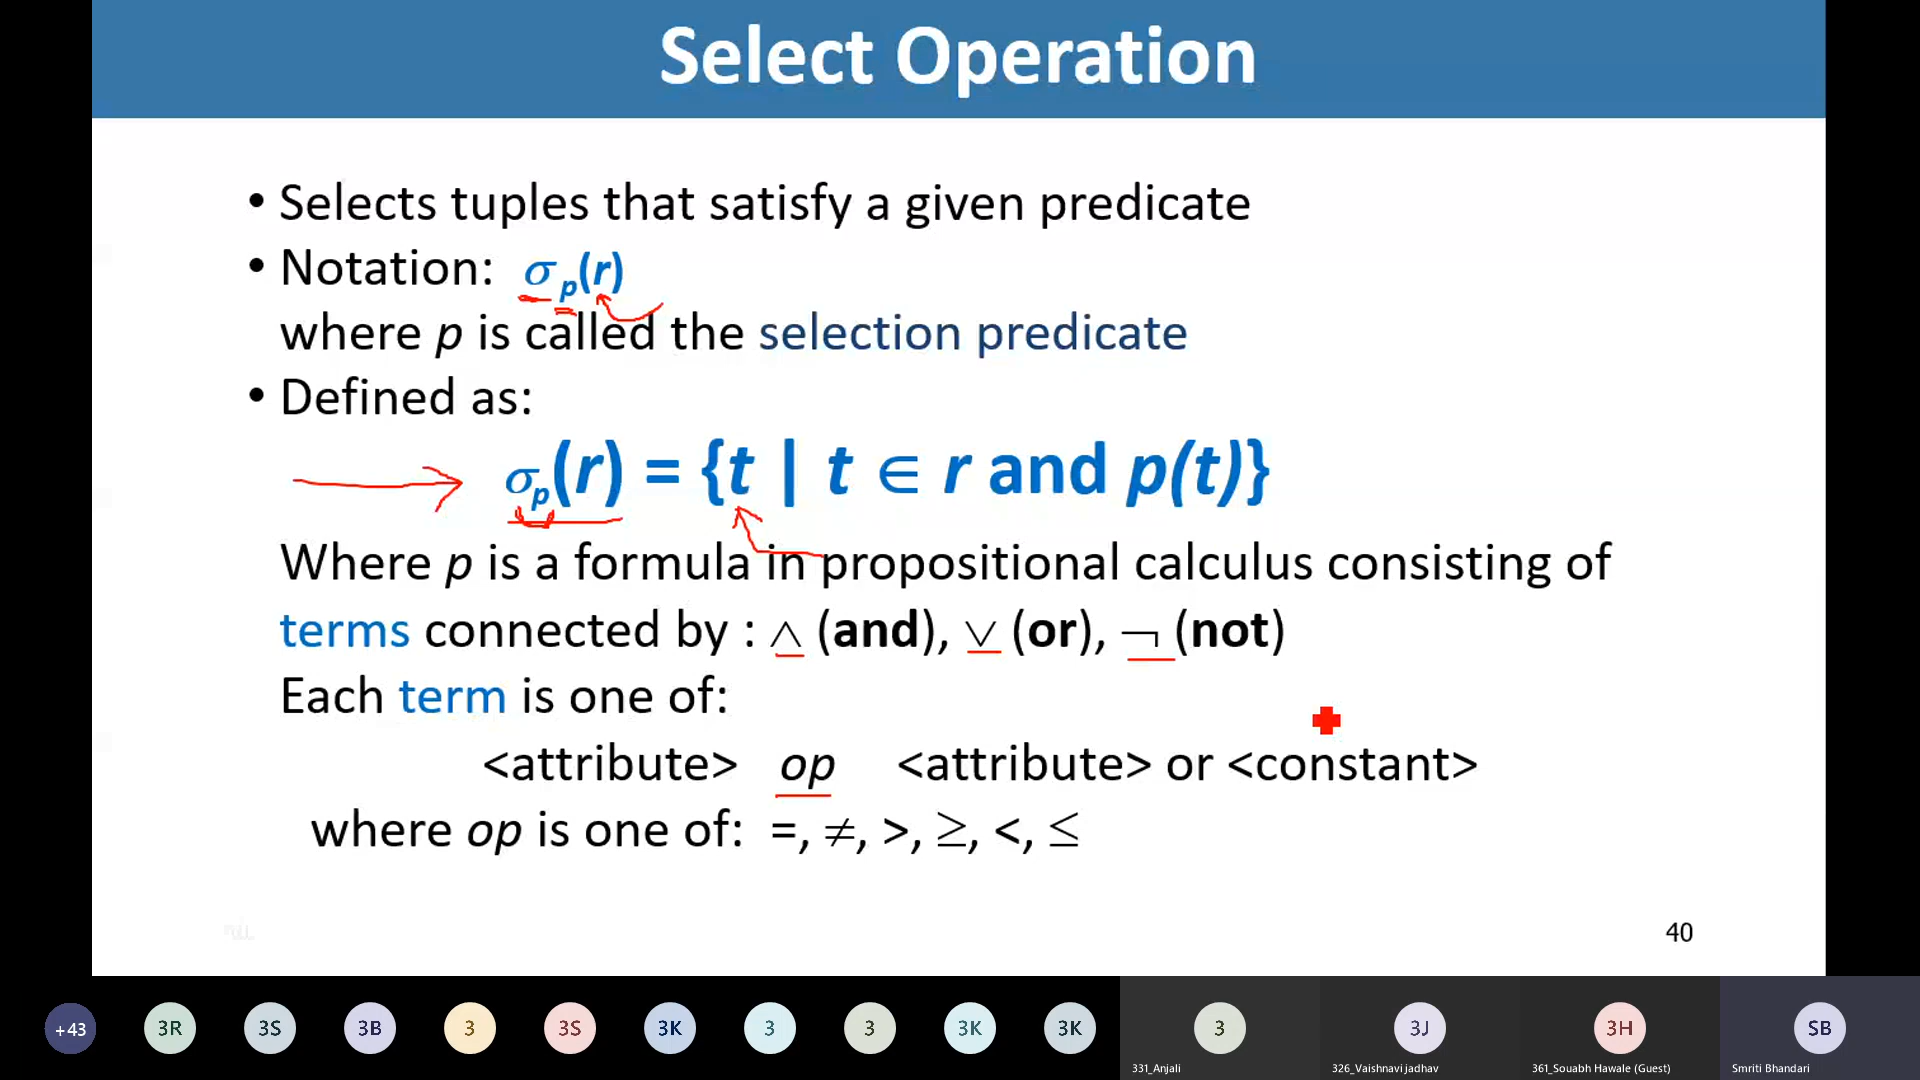 Select Operation
• Selects tuples that satisfy a given predicate
• Notation: σ p(r)
where p is called the selection predicate
• Defined as:
σp(r) = {t | t ∈ r and p(t)}
Where p is a formula in propositional calculus consisting of
terms connected by : ∧ (and), ∨ (or), ¬ (not)
Each term is one of:
<attribute> op <attribute> or <constant>
where op is one of: =, ≠, >, ≥, <, ≤
40
+43 3R 3S 3B 3 3S 3K 3 3 3K 3K 3 3J 3H SB
331_Anjali 326_Vaishnavi jadhav 361_Souabh Hawale (Guest) Smriti Bhandari